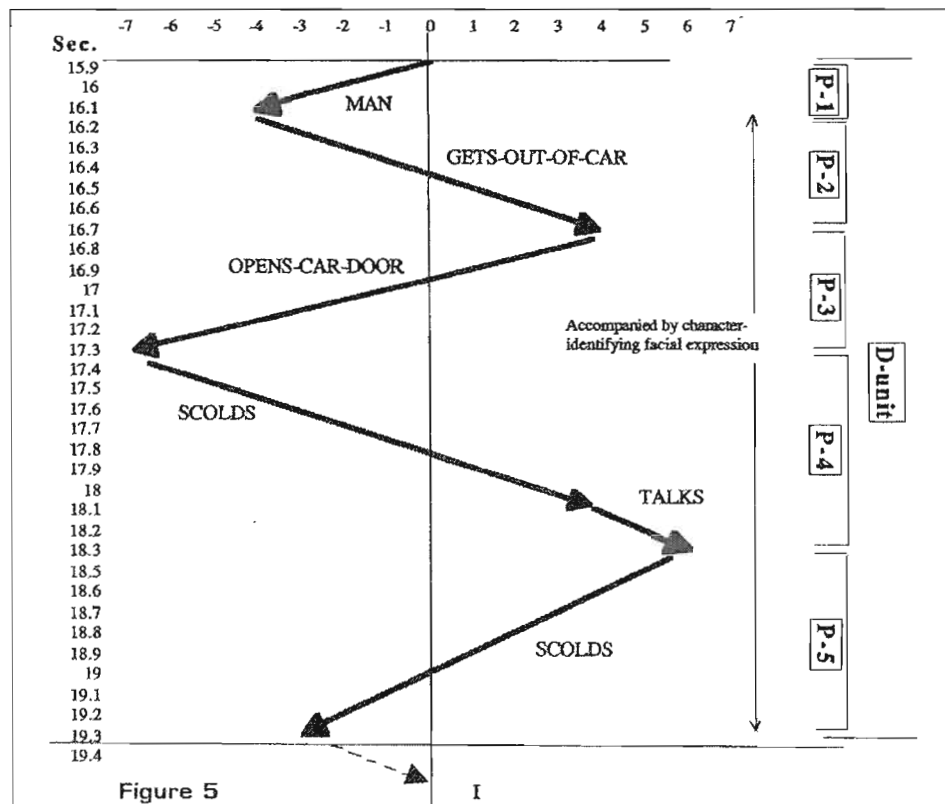 -7 -6 -5 -4 -3 -2 -1 0 1 2 3 4 5 6 7
Sec.
15.9
16
16.1
16.2
16.3
16.4
16.5
16.6
16.7
16.8
16.9
17
17.1
17.2
17.3
17.4
17.5
17.6
17.7
17.8
17.9
18
18.1
18.2
18.3
18.5
18.6
18.7
18.8
18.9
19
19.1
19.2
19.3
19.4
MAN
GETS-OUT-OF-CAR
OPENS-CAR-DOOR
Accompanied by character-
identifying facial expression
SCOLDS
TALKS
SCOLDS
P-1
P-2
P-3
P-4
P-5
D-unit
Figure 5
I